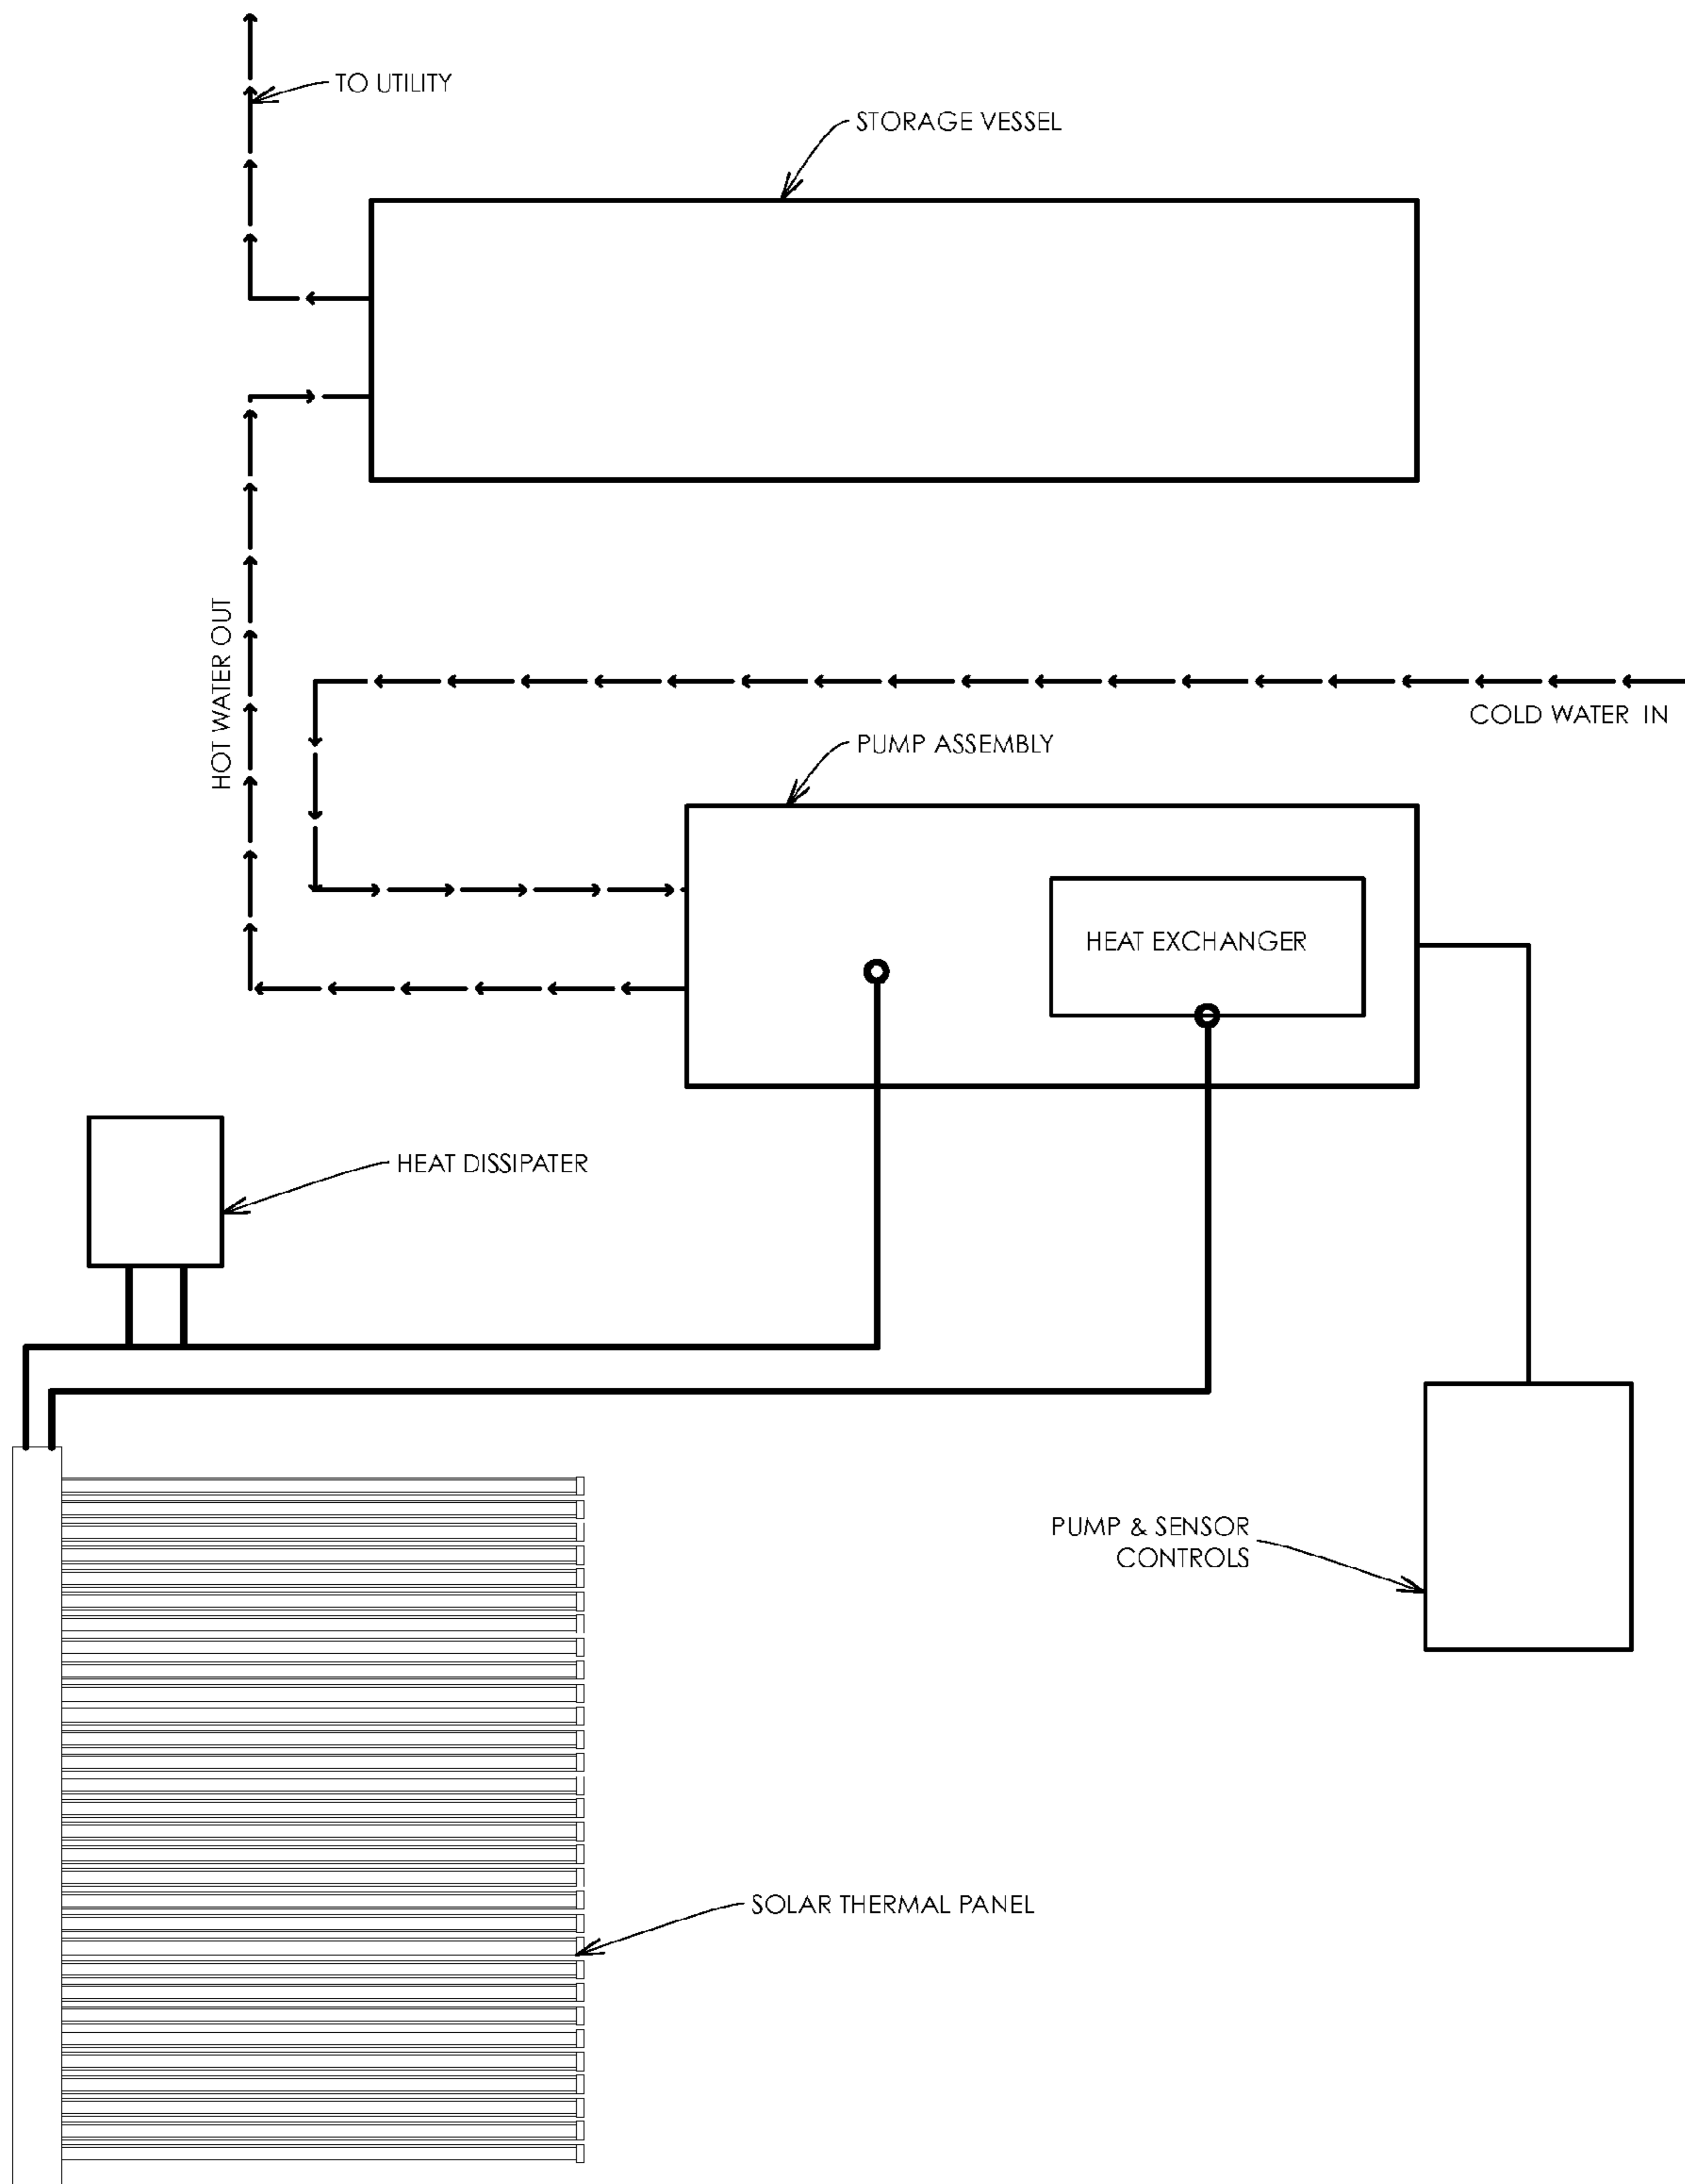 TO UTILITY
STORAGE VESSEL
HOT WATER OUT
COLD WATER IN
PUMP ASSEMBLY
HEAT EXCHANGER
HEAT DISSIPATER
PUMP & SENSOR
CONTROLS
SOLAR THERMAL PANEL